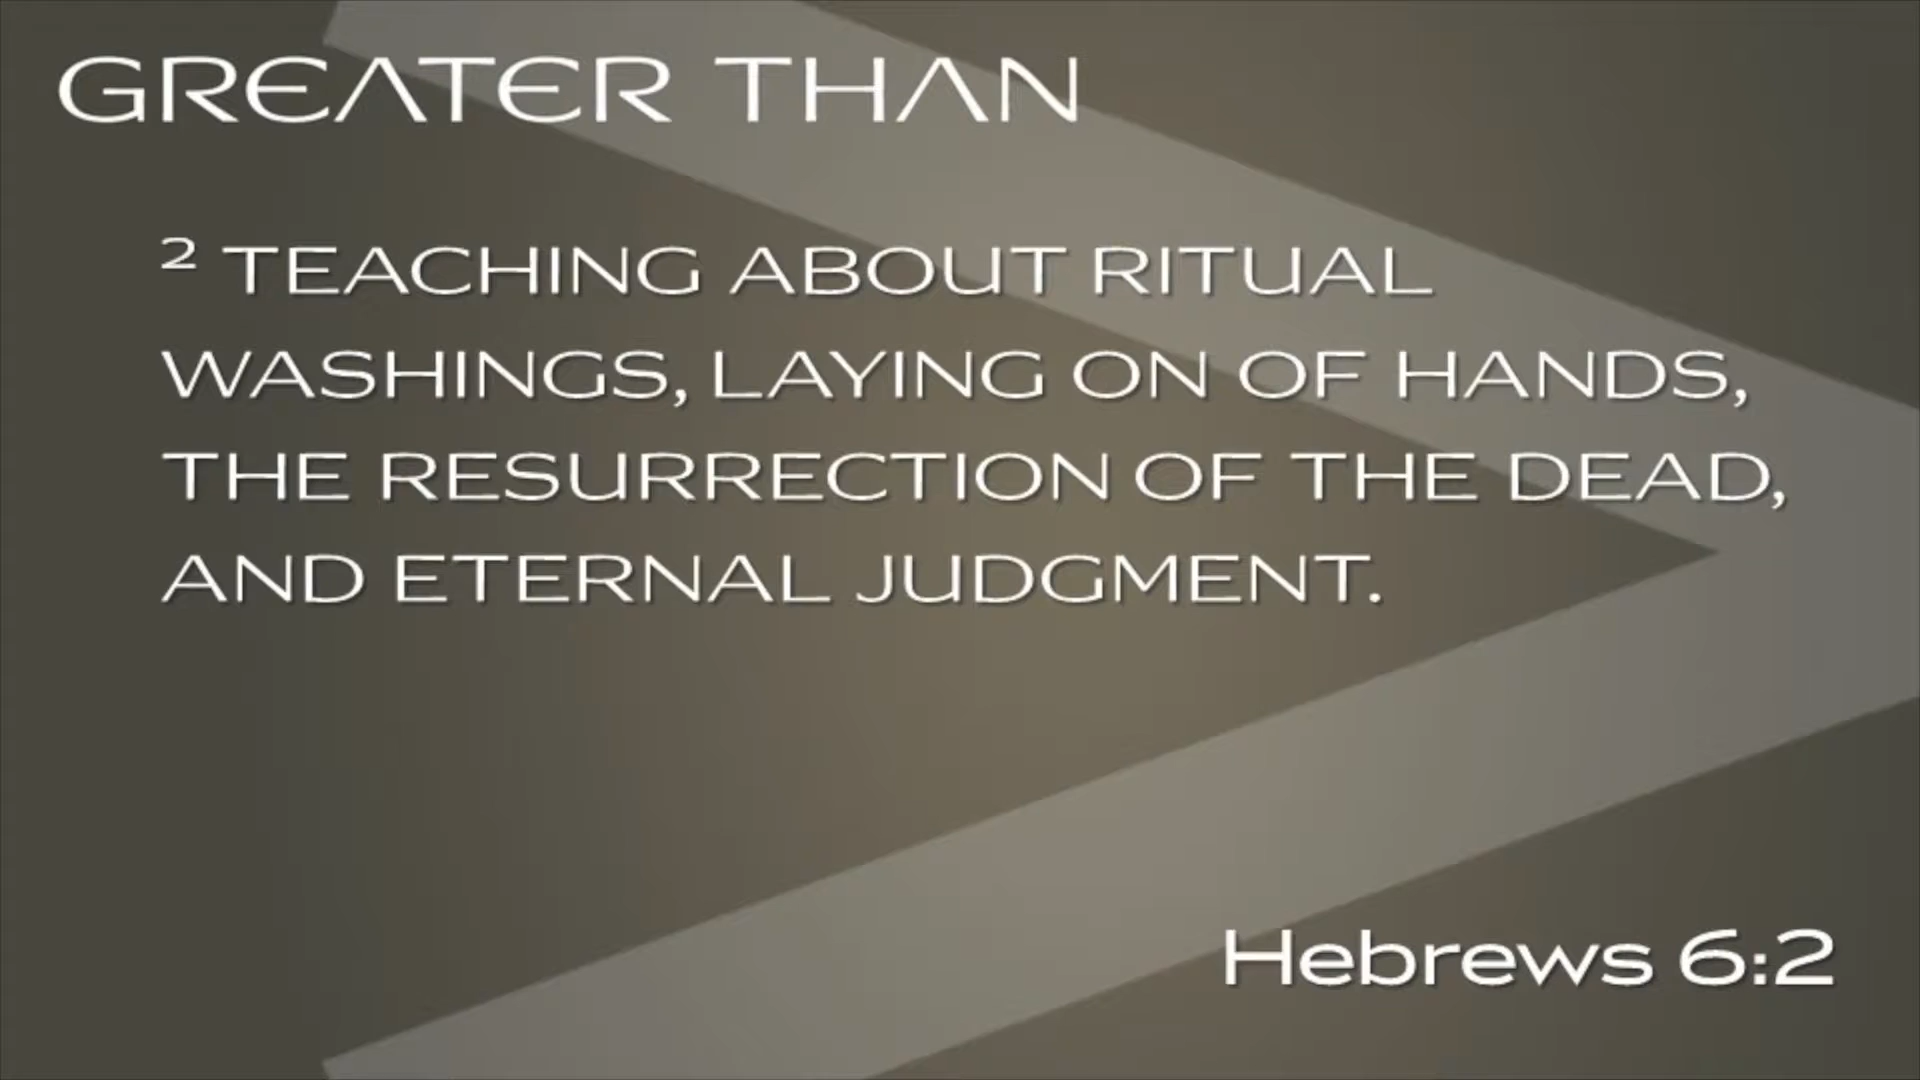 GREATER THAN
² TEACHING ABOUT RITUAL
WASHINGS, LAYING ON OF HANDS,
THE RESURRECTION OF THE DEAD,
AND ETERNAL JUDGMENT.
Hebrews 6:2